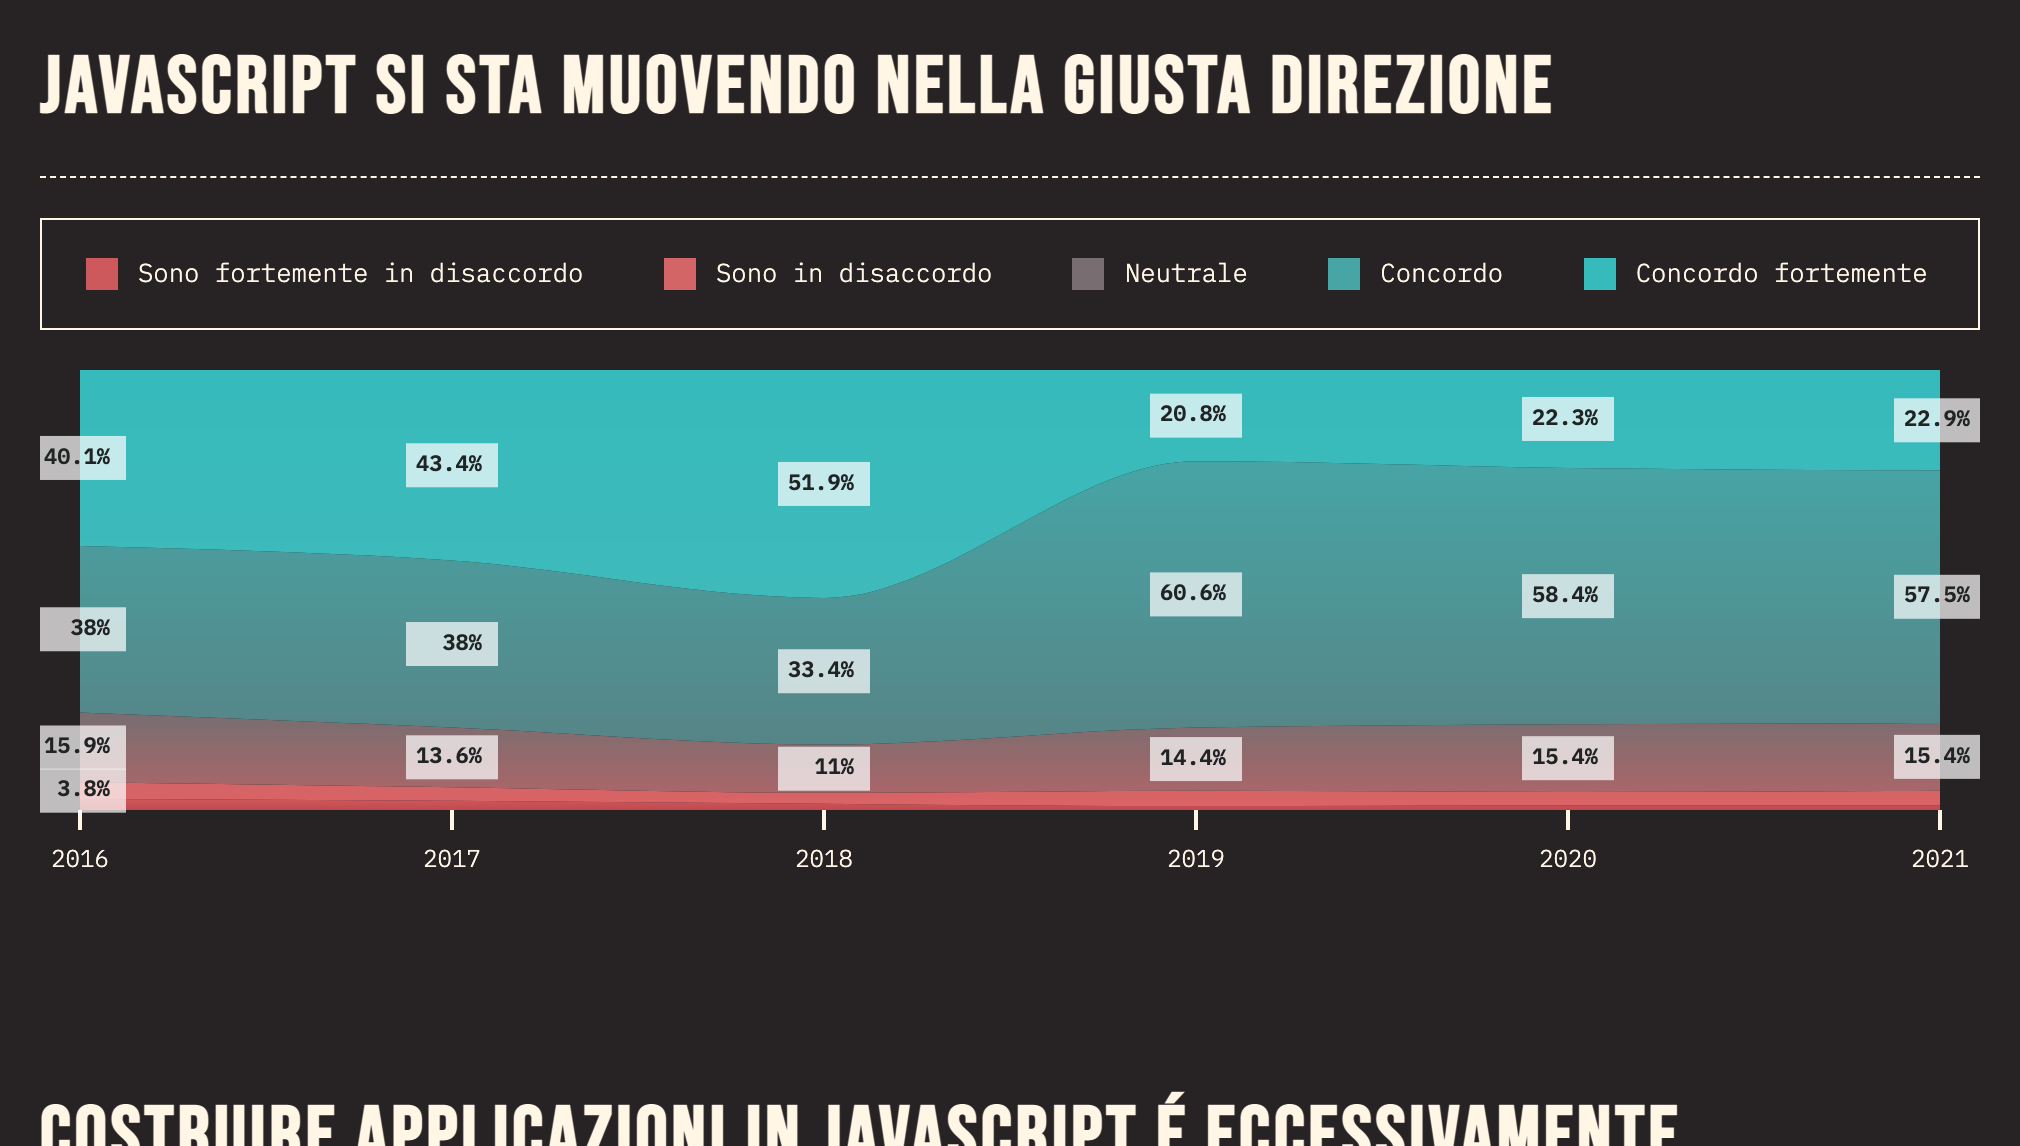 JAVASCRIPT SI STA MUOVENDO NELLA GIUSTA DIREZIONE
Sono fortemente in disaccordo Sono in disaccordo Neutrale Concordo Concordo fortemente
40.1% 43.4% 51.9% 20.8% 22.3% 22.9%
38% 38% 33.4% 60.6% 58.4% 57.5%
15.9% 13.6% 11% 14.4% 15.4% 15.4%
3.8%
2016 2017 2018 2019 2020 2021
COSTRUIRE APPLICAZIONI IN JAVASCRIPT É ECCESSIVAMENTE